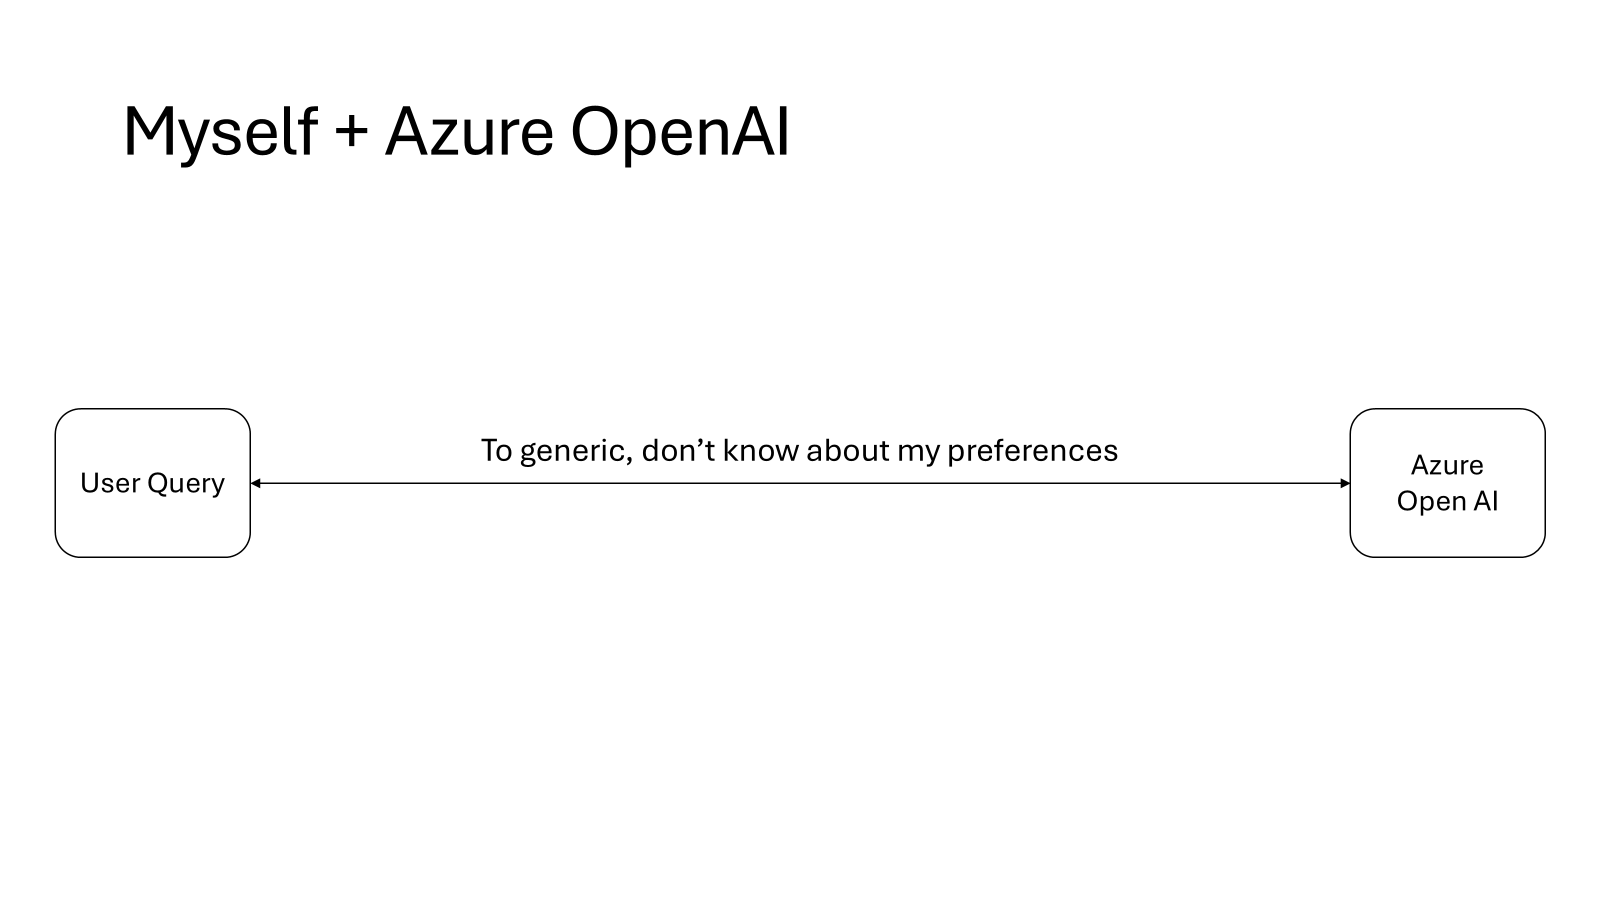 Myself + Azure OpenAI
To generic, don’t know about my preferences
User Query
Azure
Open AI